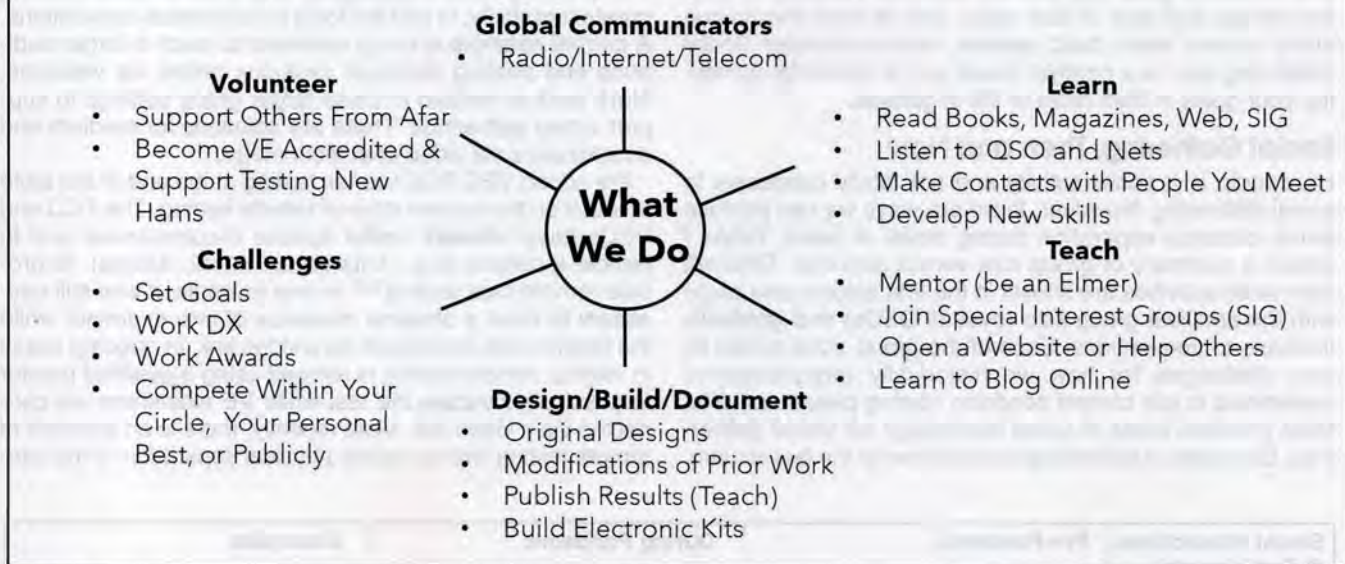 Global Communicators
• Radio/Internet/Telecom
Volunteer
• Support Others From Afar
• Become VE Accredited &
• Support Testing New
Hams
Challenges
• Set Goals
• Work DX
• Work Awards
• Compete Within Your
Circle, Your Personal
Best, or Publicly
What
We Do
Learn
• Read Books, Magazines, Web, SIG
• Listen to QSO and Nets
• Make Contacts with People You Meet
• Develop New Skills
Teach
• Mentor (be an Elmer)
• Join Special Interest Groups (SIG)
• Open a Website or Help Others
• Learn to Blog Online
Design/Build/Document
• Original Designs
• Modifications of Prior Work
• Publish Results (Teach)
• Build Electronic Kits